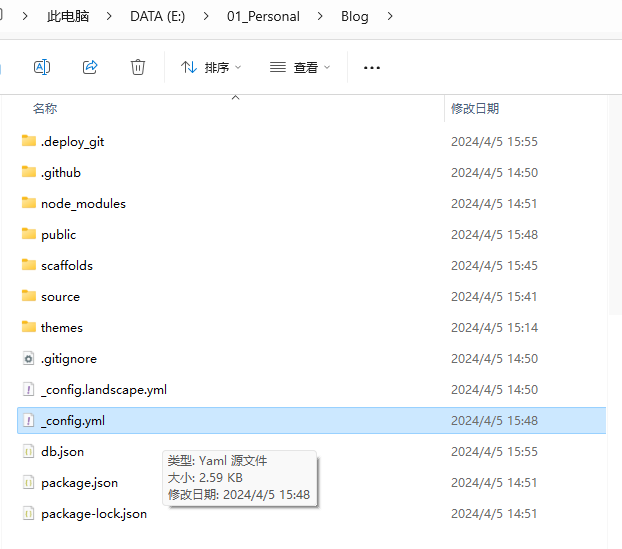 此电脑 > DATA (E:) > 01_Personal > Blog >
排序 查看 ...
名称 修改日期
.deploy_git 2024/4/5 15:55
.github 2024/4/5 14:50
node_modules 2024/4/5 14:51
public 2024/4/5 15:48
scaffolds 2024/4/5 15:45
source 2024/4/5 15:41
themes 2024/4/5 15:14
.gitignore 2024/4/5 14:50
_config.landscape.yml 2024/4/5 14:50
_config.yml 2024/4/5 15:48
db.json 2024/4/5 15:55
类型: Yaml 源文件
大小: 2.59 KB
package.json 2024/4/5 14:51
修改日期: 2024/4/5 15:48
package-lock.json 2024/4/5 14:51